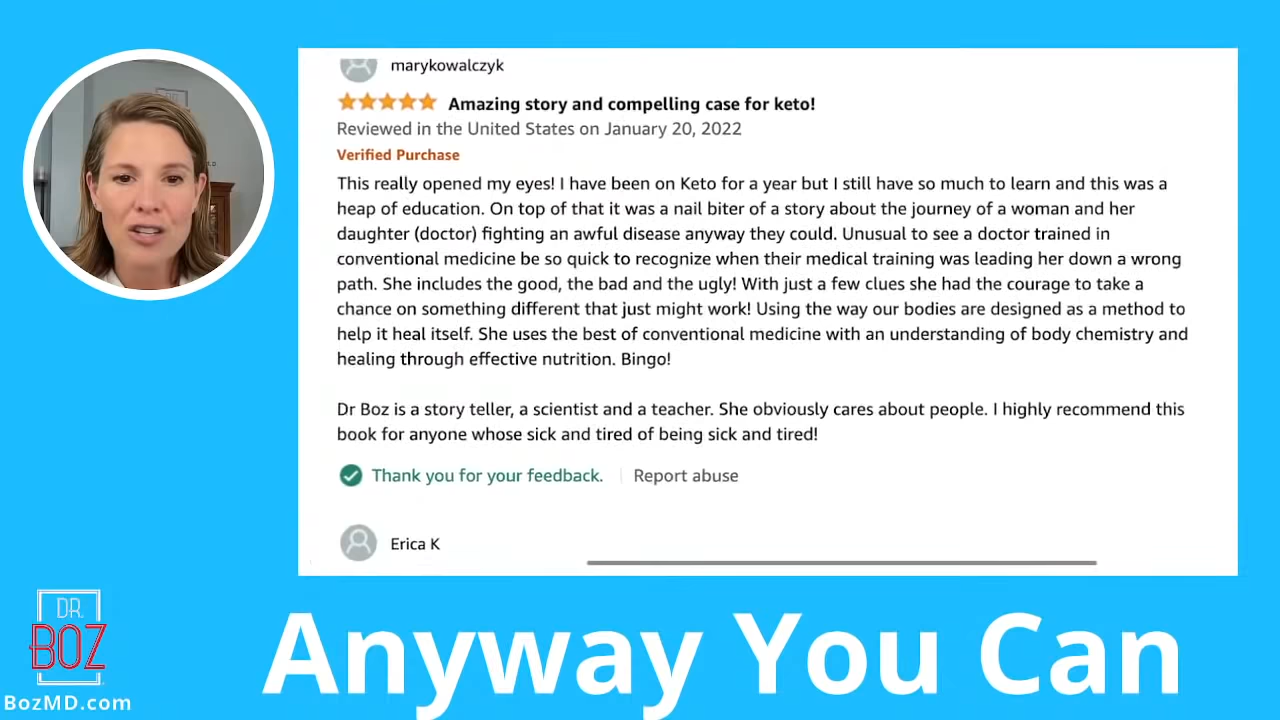 marykowalczyk
Amazing story and compelling case for keto!
Reviewed in the United States on January 20, 2022
Verified Purchase
This really opened my eyes! I have been on Keto for a year but I still have so much to learn and this was a
heap of education. On top of that it was a nail biter of a story about the journey of a woman and her
daughter (doctor) fighting an awful disease anyway they could. Unusual to see a doctor trained in
conventional medicine be so quick to recognize when their medical training was leading her down a wrong
path. She includes the good, the bad and the ugly! With just a few clues she had the courage to take a
chance on something different that just might work! Using the way our bodies are designed as a method to
help it heal itself. She uses the best of conventional medicine with an understanding of body chemistry and
healing through effective nutrition. Bingo!
Dr Boz is a story teller, a scientist and a teacher. She obviously cares about people. I highly recommend this
book for anyone whose sick and tired of being sick and tired!
Thank you for your feedback. Report abuse
Erica K
DR.
BOZ
BozMD.com
Anyway You Can